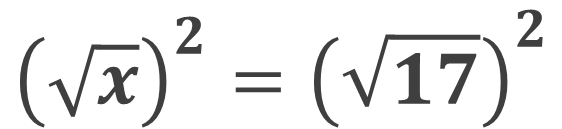 (√x)² = (√17)²